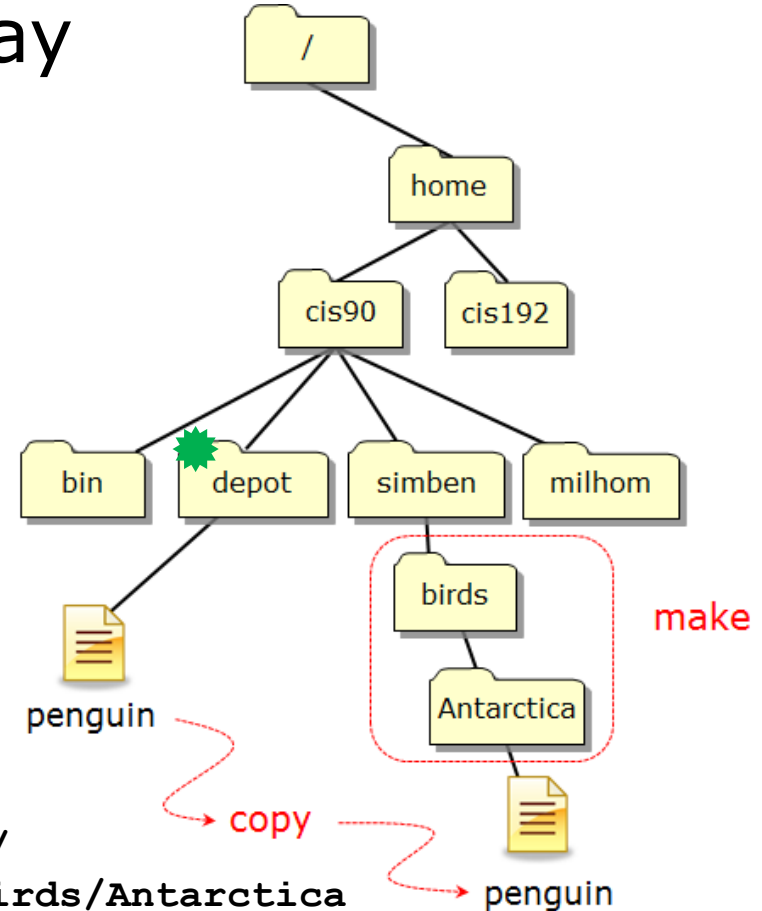 ay
/
home
cis90 cis192
bin depot simben milhom
birds
make
Antarctica
penguin
copy
/
irds/Antarctica
penguin